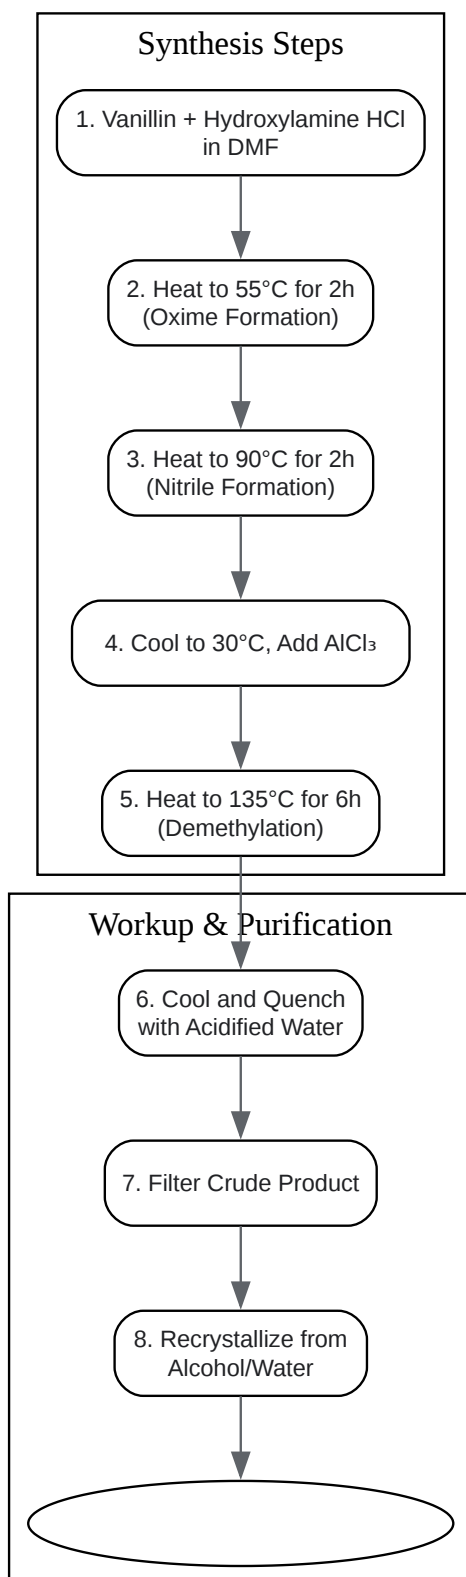 Synthesis Steps
1. Vanillin + Hydroxylamine HCl
in DMF
2. Heat to 55°C for 2h
(Oxime Formation)
3. Heat to 90°C for 2h
(Nitrile Formation)
4. Cool to 30°C, Add AlCl₃
5. Heat to 135°C for 6h
(Demethylation)
Workup & Purification
6. Cool and Quench
with Acidified Water
7. Filter Crude Product
8. Recrystallize from
Alcohol/Water